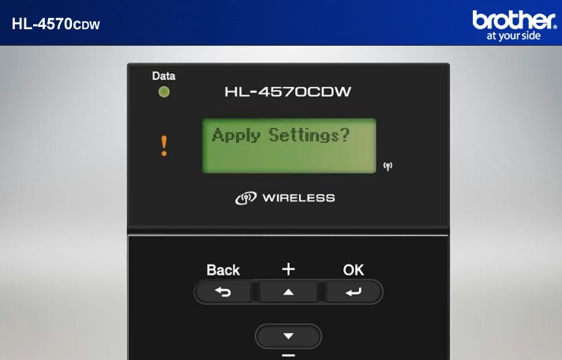 HL-4570CDW
brother
at your side
Data
HL-4570CDW
Apply Settings?
WIRELESS
Back + OK
−